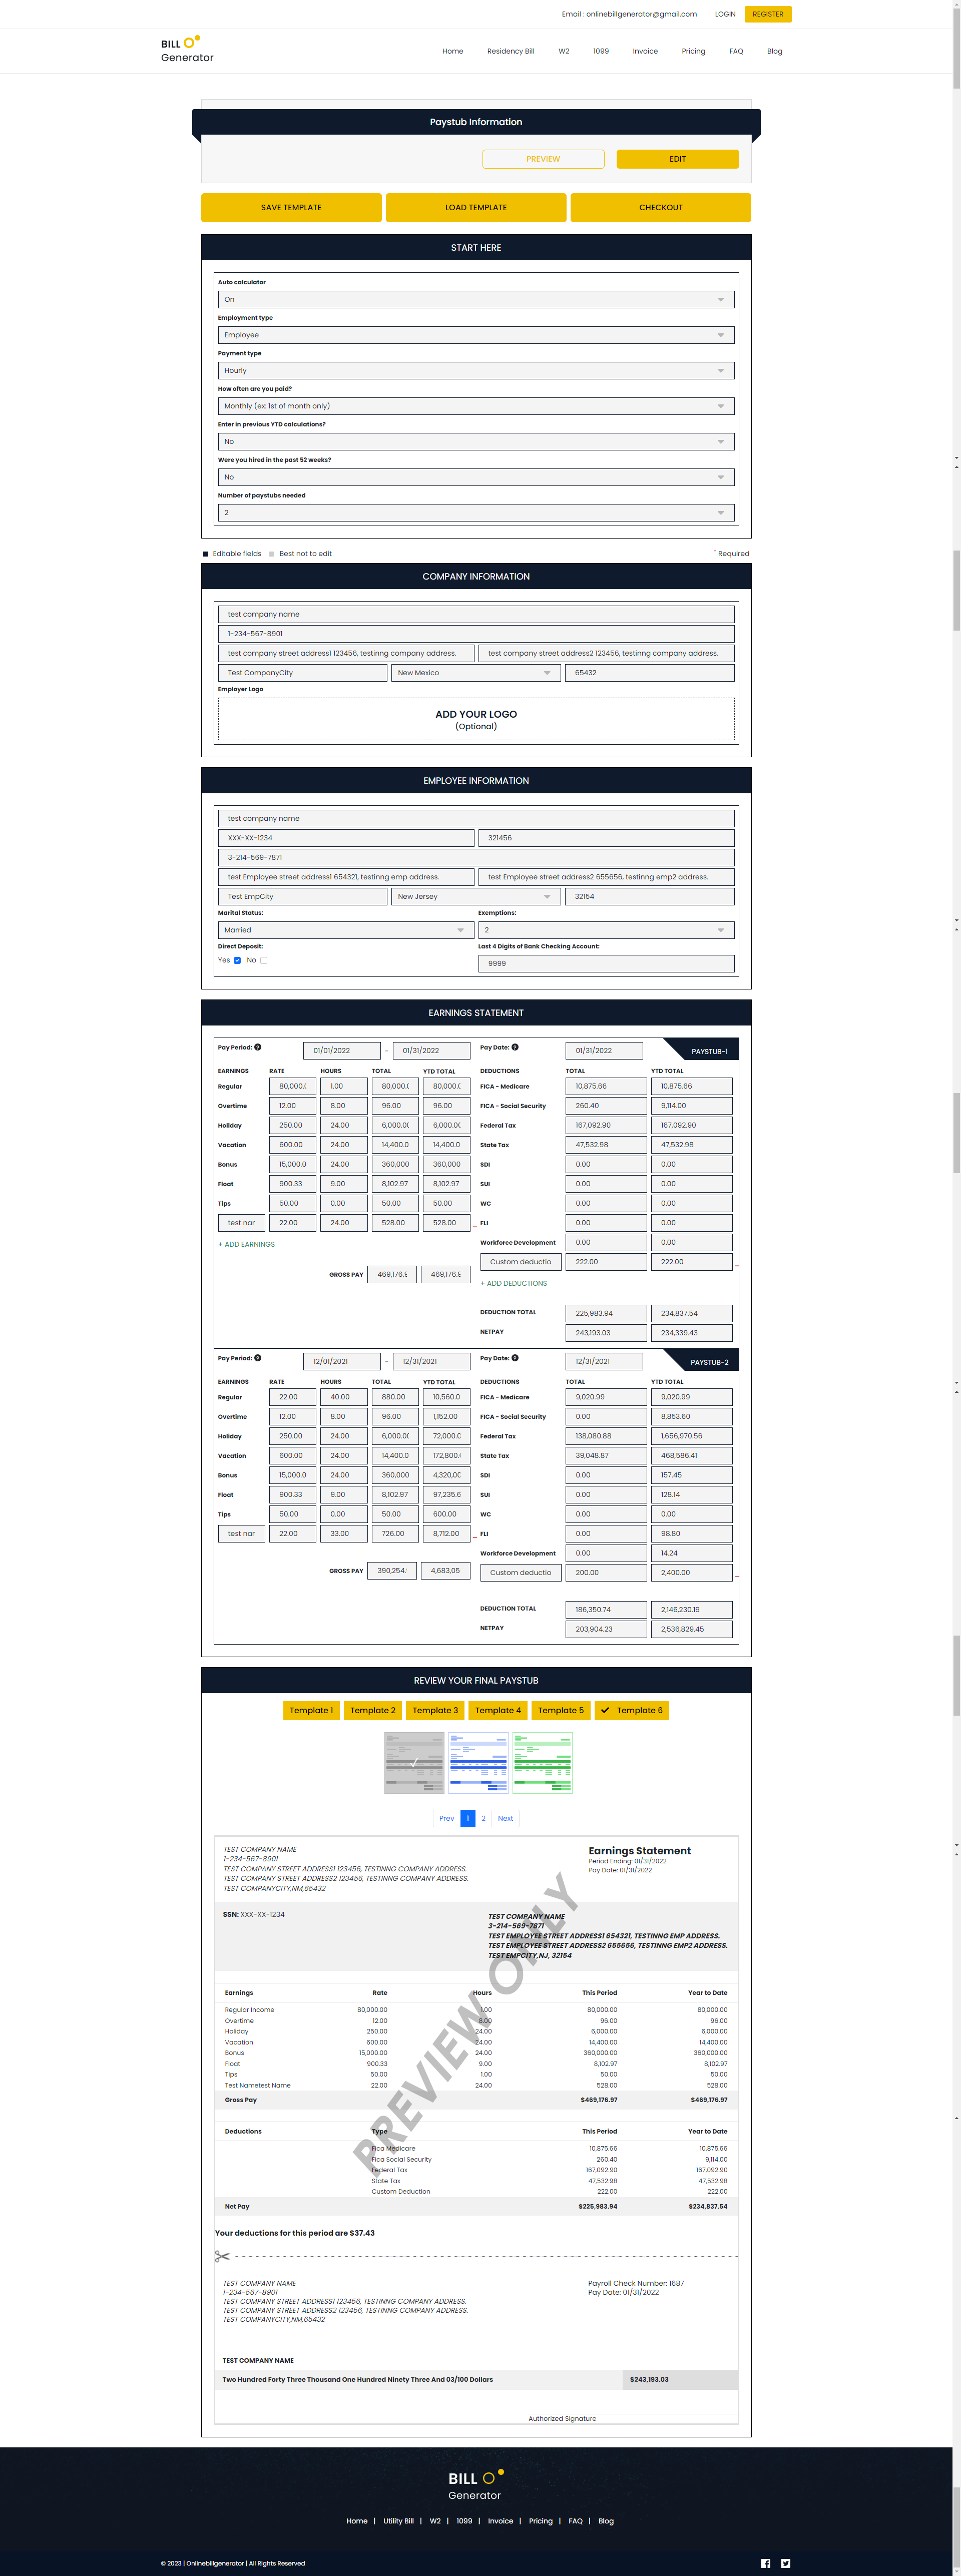 Email : onlinebillgenerator@gmail.com LOGIN REGISTER
BILL
Generator
Home Residency Bill W2 1099 Invoice Pricing FAQ Blog
Paystub Information
PREVIEW EDIT
SAVE TEMPLATE LOAD TEMPLATE CHECKOUT
START HERE
Auto calculator
On
Employment type
Employee
Payment type
Hourly
How often are you paid?
Monthly (ex: 1st of month only)
Enter in previous YTD calculations?
No
Were you hired in the past 52 weeks?
No
Number of paystubs needed
2
Editable fields Best not to edit * Required
COMPANY INFORMATION
test company name
1-234-567-8901
test company street address1 123456, testinng company address. test company street address2 123456, testinng company address.
Test CompanyCity New Mexico 65432
Employer Logo
ADD YOUR LOGO
(Optional)
EMPLOYEE INFORMATION
test company name
XXX-XX-1234 321456
3-214-569-7871
test Employee street address1 654321, testinng emp address. test Employee street address2 655656, testinng emp2 address.
Test EmpCity New Jersey 32154
Marital Status: Exemptions:
Married 2
Direct Deposit: Last 4 Digits of Bank Checking Account:
Yes No
9999
EARNINGS STATEMENT
Pay Period: ? 01/01/2022 - 01/31/2022 Pay Date: ? 01/31/2022 PAYSTUB-1
EARNINGS RATE HOURS TOTAL YTD TOTAL DEDUCTIONS TOTAL YTD TOTAL
Regular 80,000.( 1.00 80,000.( 80,000.( FICA - Medicare 10,875.66 10,875.66
Overtime 12.00 8.00 96.00 96.00 FICA - Social Security 260.40 9,114.00
Holiday 250.00 24.00 6,000.0( 6,000.0( Federal Tax 167,092.90 167,092.90
Vacation 600.00 24.00 14,400.0 14,400.0 State Tax 47,532.98 47,532.98
Bonus 15,000.0 24.00 360,000 360,000 SDI 0.00 0.00
Float 900.33 9.00 8,102.97 8,102.97 SUI 0.00 0.00
Tips 50.00 0.00 50.00 50.00 WC 0.00 0.00
test nar 22.00 24.00 528.00 528.00 FLI 0.00 0.00
Workforce Development 0.00 0.00
+ ADD EARNINGS
Custom deductio 222.00 222.00
GROSS PAY 469,176.9 469,176.9
+ ADD DEDUCTIONS
DEDUCTION TOTAL 225,983.94 234,837.54
NETPAY 243,193.03 234,339.43
Pay Period: ? 12/01/2021 - 12/31/2021 Pay Date: ? 12/31/2021 PAYSTUB-2
EARNINGS RATE HOURS TOTAL YTD TOTAL DEDUCTIONS TOTAL YTD TOTAL
Regular 22.00 40.00 880.00 10,560.0 FICA - Medicare 9,020.99 9,020.99
Overtime 12.00 8.00 96.00 1,152.00 FICA - Social Security 0.00 8,853.60
Holiday 250.00 24.00 6,000.0( 72,000.( Federal Tax 138,080.88 1,656,970.56
Vacation 600.00 24.00 14,400.0 172,800.( State Tax 39,048.87 468,586.41
Bonus 15,000.0 24.00 360,000 4,320,0( SDI 0.00 157.45
Float 900.33 9.00 8,102.97 97,235.6 SUI 0.00 128.14
Tips 50.00 0.00 50.00 600.00 WC 0.00 0.00
test nar 22.00 33.00 726.00 8,712.00 FLI 0.00 98.80
Workforce Development 0.00 14.24
GROSS PAY 390,254. 4,683,05 Custom deductio 200.00 2,400.00
DEDUCTION TOTAL 186,350.74 2,146,230.19
NETPAY 203,904.23 2,536,829.45
REVIEW YOUR FINAL PAYSTUB
Template 1 Template 2 Template 3 Template 4 Template 5 Template 6
Prev 1 2 Next
TEST COMPANY NAME
1-234-567-8901
TEST COMPANY STREET ADDRESS1 123456, TESTINNG COMPANY ADDRESS.
TEST COMPANY STREET ADDRESS2 123456, TESTINNG COMPANY ADDRESS.
TEST COMPANYCITY,NM,65432
Earnings Statement
Period Ending: 01/31/2022
Pay Date: 01/31/2022
SSN: XXX-XX-1234
TEST COMPANY NAME
3-214-569-7871
TEST EMPLOYEE STREET ADDRESS1 654321, TESTINNG EMP ADDRESS.
TEST EMPLOYEE STREET ADDRESS2 655656, TESTINNG EMP2 ADDRESS.
TEST EMPCITY,NJ, 32154
PREVIEW ONLY
Earnings Rate Hours This Period Year to Date
Regular Income 80,000.00 1.00 80,000.00 80,000.00
Overtime 12.00 8.00 96.00 96.00
Holiday 250.00 24.00 6,000.00 6,000.00
Vacation 600.00 24.00 14,400.00 14,400.00
Bonus 15,000.00 24.00 360,000.00 360,000.00
Float 900.33 9.00 8,102.97 8,102.97
Tips 50.00 1.00 50.00 50.00
Test Nametest Name 22.00 24.00 528.00 528.00
Gross Pay $469,176.97 $469,176.97
Deductions Type This Period Year to Date
Fica Medicare 10,875.66 10,875.66
Fica Social Security 260.40 9,114.00
Federal Tax 167,092.90 167,092.90
State Tax 47,532.98 47,532.98
Custom Deduction 222.00 222.00
Net Pay $225,983.94 $234,837.54
Your deductions for this period are $37.43
TEST COMPANY NAME
1-234-567-8901
TEST COMPANY STREET ADDRESS1 123456, TESTINNG COMPANY ADDRESS.
TEST COMPANY STREET ADDRESS2 123456, TESTINNG COMPANY ADDRESS.
TEST COMPANYCITY,NM,65432
Payroll Check Number: 1687
Pay Date: 01/31/2022
TEST COMPANY NAME
Two Hundred Forty Three Thousand One Hundred Ninety Three And 03/100 Dollars $243,193.03
Authorized Signature
BILL
Generator
Home | Utility Bill | W2 | 1099 | Invoice | Pricing | FAQ | Blog
© 2023 | Onlinebillgenerator | All Rights Reserved